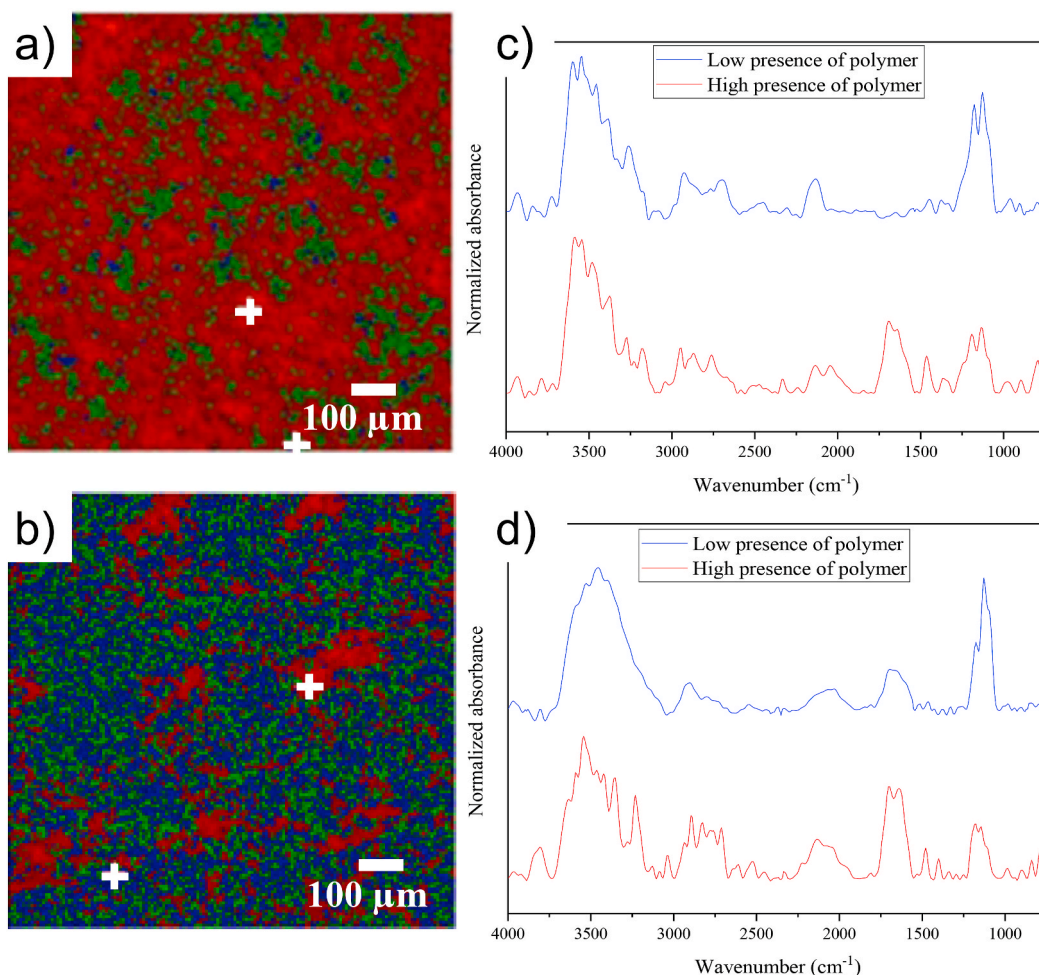 a)
100 µm
b)
100 µm
c)
Low presence of polymer
High presence of polymer
Normalized absorbance
4000 3500 3000 2500 2000 1500 1000
Wavenumber (cm⁻¹)
d)
Low presence of polymer
High presence of polymer
Normalized absorbance
4000 3500 3000 2500 2000 1500 1000
Wavenumber (cm⁻¹)